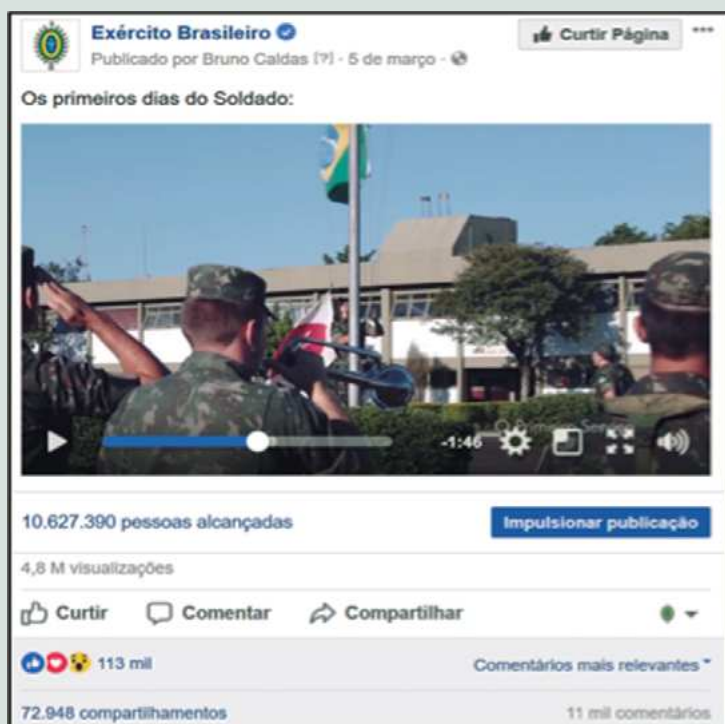 Exército Brasileiro
Curtir Página
Publicado por Bruno Caldas [?] · 5 de março ·
Os primeiros dias do Soldado:
-1:46
10.627.390 pessoas alcançadas
Impulsionar publicação
4,8 M visualizações
Curtir
Comentar
Compartilhar
113 mil
Comentários mais relevantes
72.948 compartilhamentos
11 mil comentários